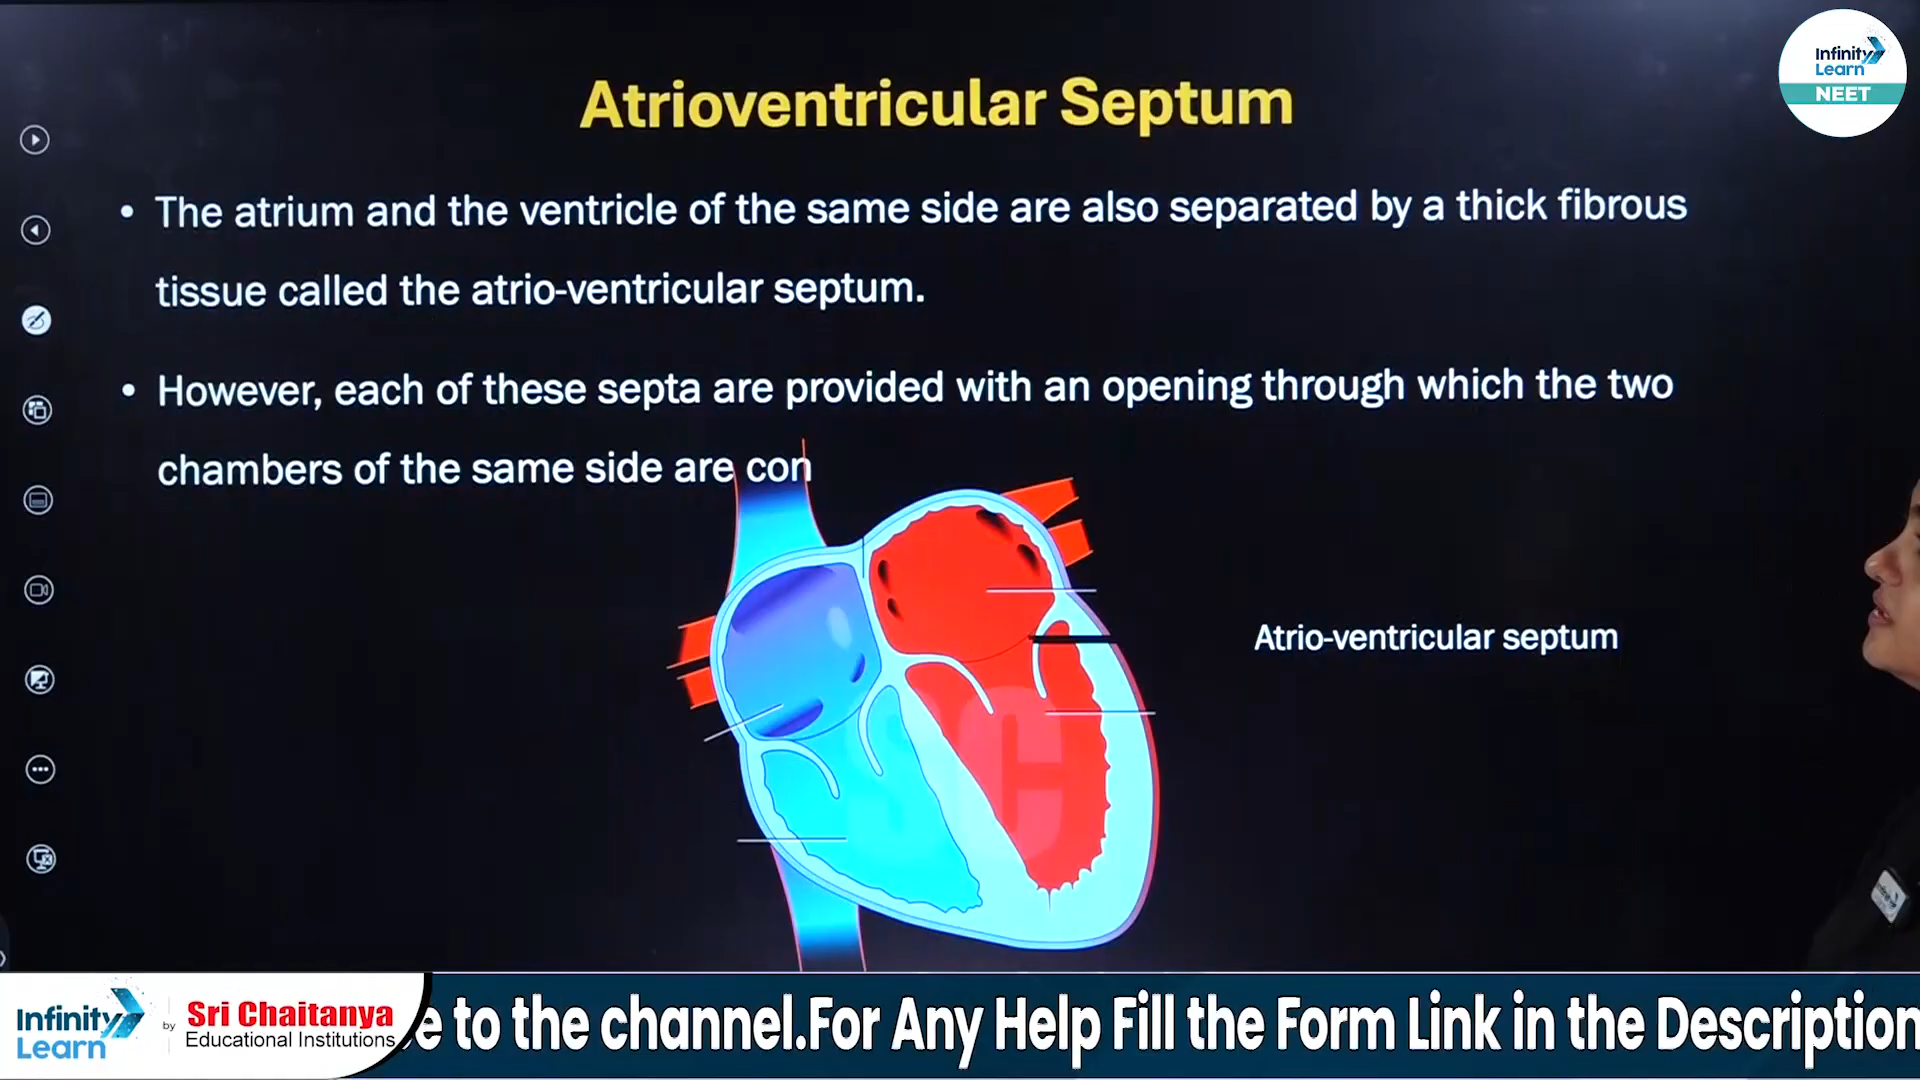 Infinity
Learn
NEET
Atrioventricular Septum
• The atrium and the ventricle of the same side are also separated by a thick fibrous
tissue called the atrio-ventricular septum.
• However, each of these septa are provided with an opening through which the two
chambers of the same side are con
Atrio-ventricular septum
SC
Infinity
Learn
by
Sri Chaitanya
Educational Institutions
e to the channel.For Any Help Fill the Form Link in the Description